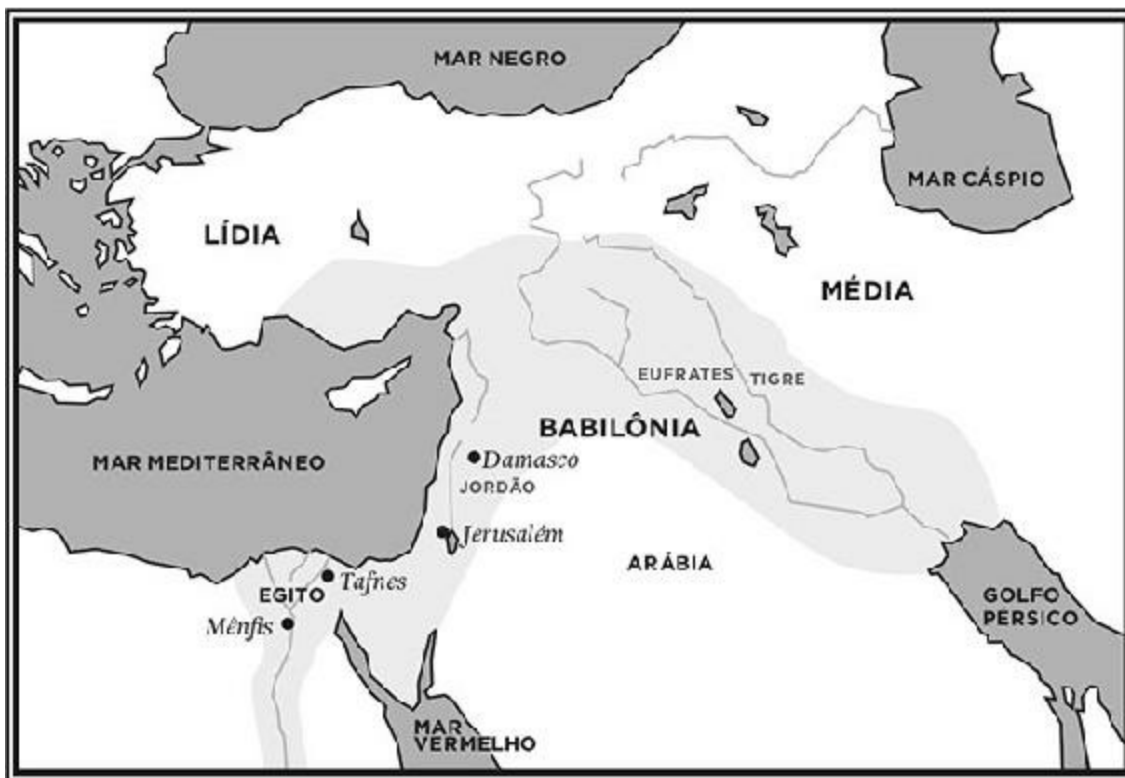 MAR NEGRO
MAR CÁSPIO
LÍDIA
MÉDIA
EUFRATES
TIGRE
BABILÔNIA
MAR MEDITERRÂNEO
Damasco
JORDÃO
Jerusalém
ARÁBIA
Tafnes
EGITO
Mênfis
GOLFO
PÉRSICO
MAR
VERMELHO